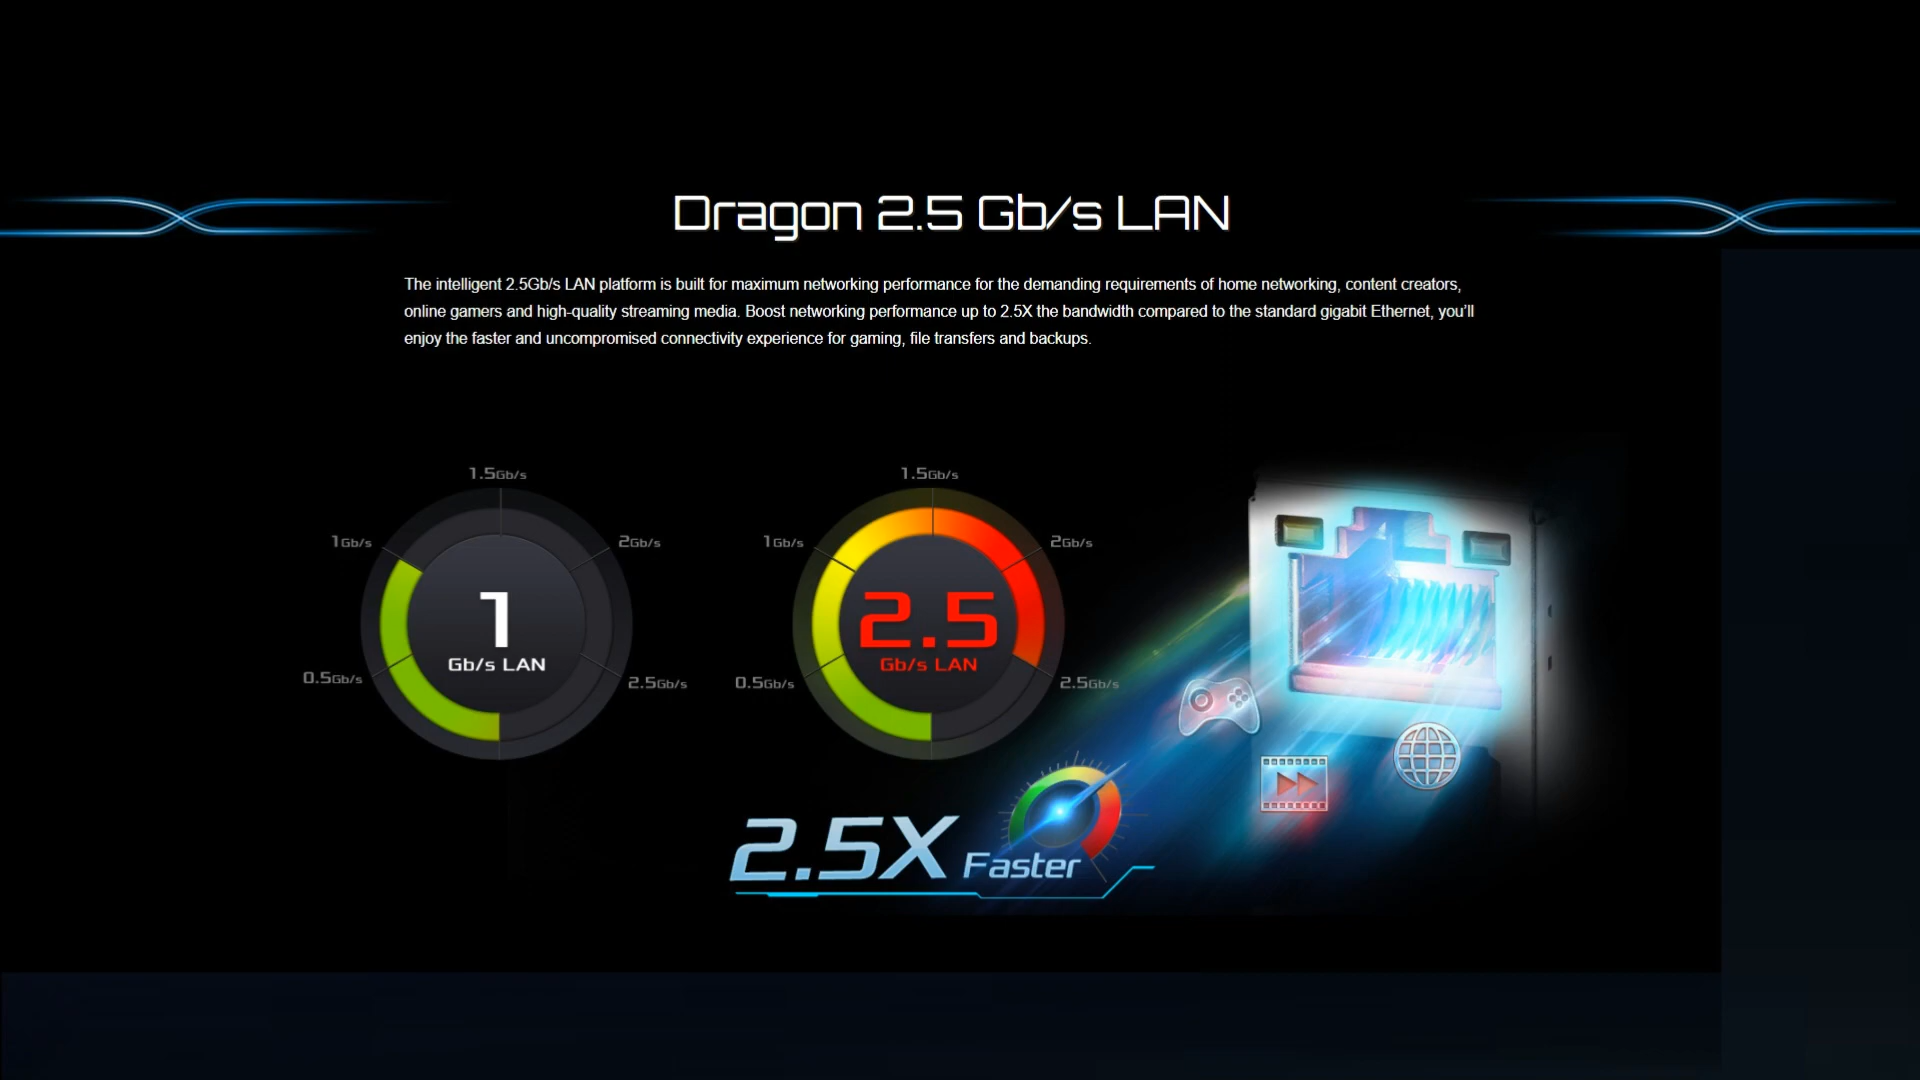 Dragon 2.5 Gb/s LAN
The intelligent 2.5Gb/s LAN platform is built for maximum networking performance for the demanding requirements of home networking, content creators,
online gamers and high-quality streaming media. Boost networking performance up to 2.5X the bandwidth compared to the standard gigabit Ethernet, you'll
enjoy the faster and uncompromised connectivity experience for gaming, file transfers and backups.
1.5Gb/s
1Gb/s
2Gb/s
1
Gb/s LAN
0.5Gb/s
2.5Gb/s
1.5Gb/s
1Gb/s
2Gb/s
2.5
Gb/s LAN
0.5Gb/s
2.5Gb/s
2.5X Faster